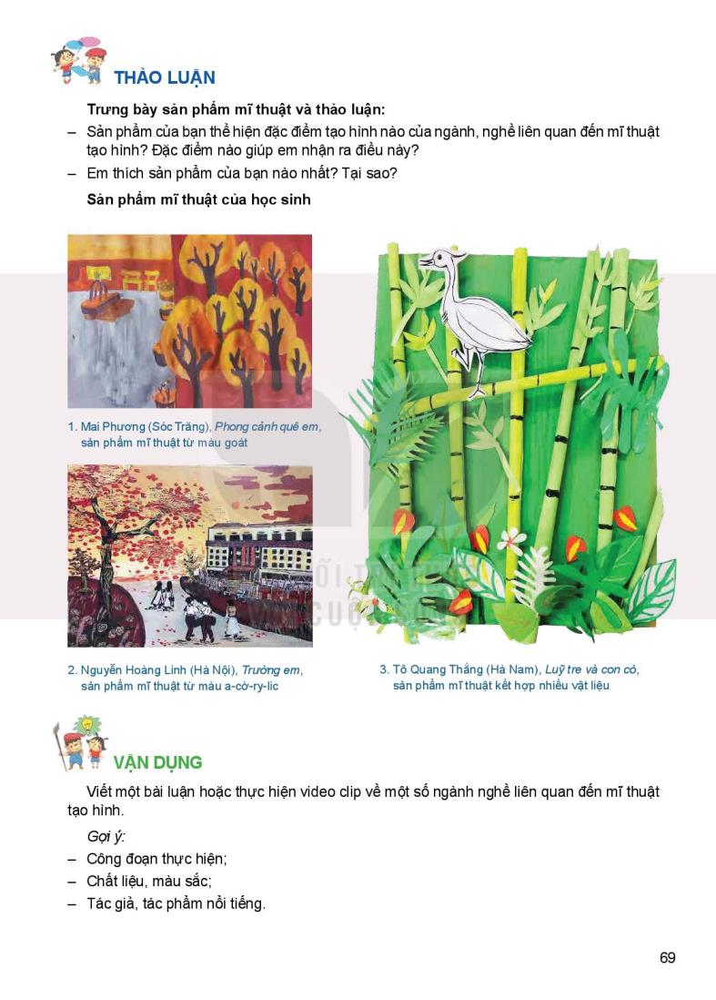 THẢO LUẬN
Trưng bày sản phẩm mĩ thuật và thảo luận:
– Sản phẩm của bạn thể hiện đặc điểm tạo hình nào của ngành, nghề liên quan đến mĩ thuật
tạo hình? Đặc điểm nào giúp em nhận ra điều này?
– Em thích sản phẩm của bạn nào nhất? Tại sao?
Sản phẩm mĩ thuật của học sinh
1. Mai Phương (Sóc Trăng), Phong cảnh quê em,
sản phẩm mĩ thuật từ màu goát
2. Nguyễn Hoàng Linh (Hà Nội), Trường em,
sản phẩm mĩ thuật từ màu a-cờ-ry-lic
3. Tô Quang Thắng (Hà Nam), Luỹ tre và con cò,
sản phẩm mĩ thuật kết hợp nhiều vật liệu
VẬN DỤNG
Viết một bài luận hoặc thực hiện video clip về một số ngành nghề liên quan đến mĩ thuật
tạo hình.
Gợi ý:
– Công đoạn thực hiện;
– Chất liệu, màu sắc;
– Tác giả, tác phẩm nổi tiếng.
69